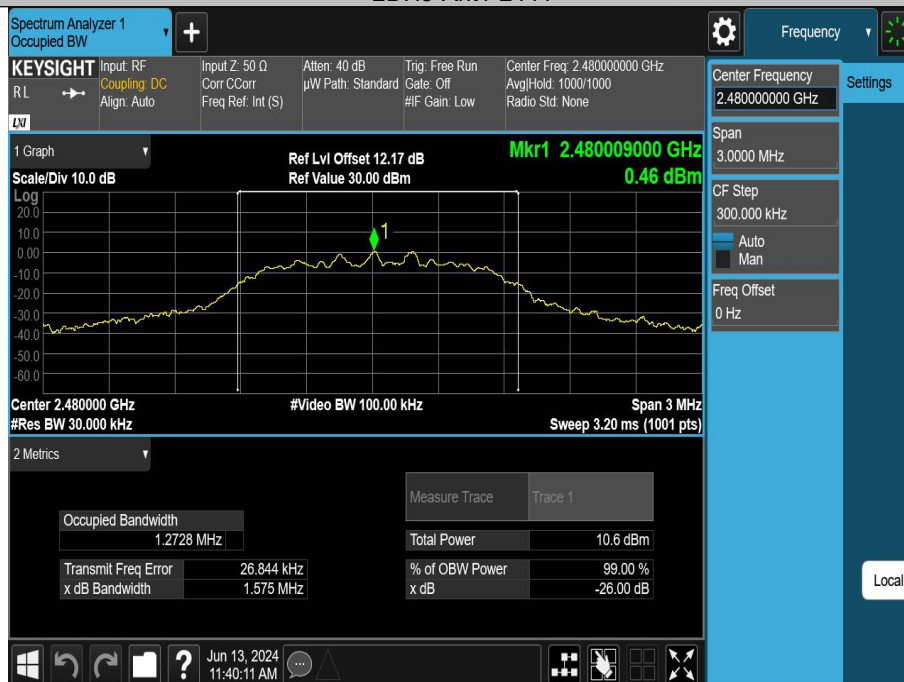 Spectrum Analyzer 1
Occupied BW
Frequency
KEYSIGHT
RL
LXI
Input: RF
Coupling: DC
Align: Auto
Input Z: 50 Ω
Corr CCorr
Freq Ref: Int (S)
Atten: 40 dB
µW Path: Standard
Trig: Free Run
Gate: Off
#IF Gain: Low
Center Freq: 2.480000000 GHz
Avg|Hold: 1000/1000
Radio Std: None
Center Frequency
2.480000000 GHz
Settings
Span
3.0000 MHz
CF Step
300.000 kHz
Auto
Man
Freq Offset
0 Hz
Local
1 Graph
Scale/Div 10.0 dB
Ref Lvl Offset 12.17 dB
Ref Value 30.00 dBm
Mkr1 2.480009000 GHz
0.46 dBm
Log
20.0
10.0
0.00
-10.0
-20.0
-30.0
-40.0
-50.0
-60.0
1
Center 2.480000 GHz
#Res BW 30.000 kHz
#Video BW 100.00 kHz
Span 3 MHz
Sweep 3.20 ms (1001 pts)
2 Metrics
Measure Trace
Trace 1
Occupied Bandwidth
1.2728 MHz
Total Power
10.6 dBm
Transmit Freq Error
26.844 kHz
% of OBW Power
99.00 %
x dB Bandwidth
1.575 MHz
x dB
-26.00 dB
?
Jun 13, 2024
11:40:11 AM